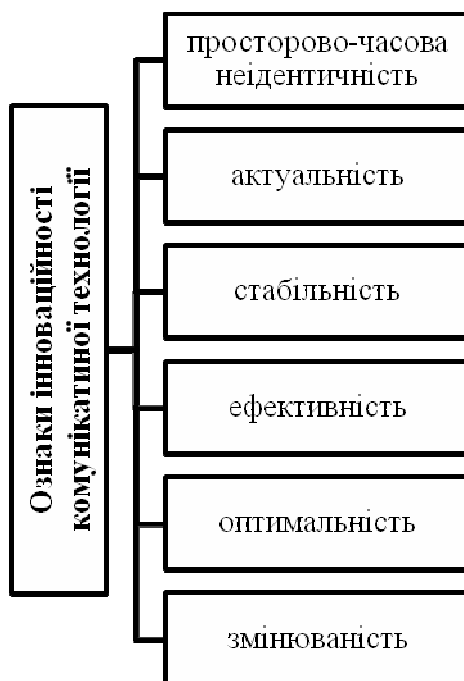 Ознаки інноваційності
комунікатиної технології
просторово-часова
неідентичність
актуальність
стабільність
ефективність
оптимальність
змінюваність